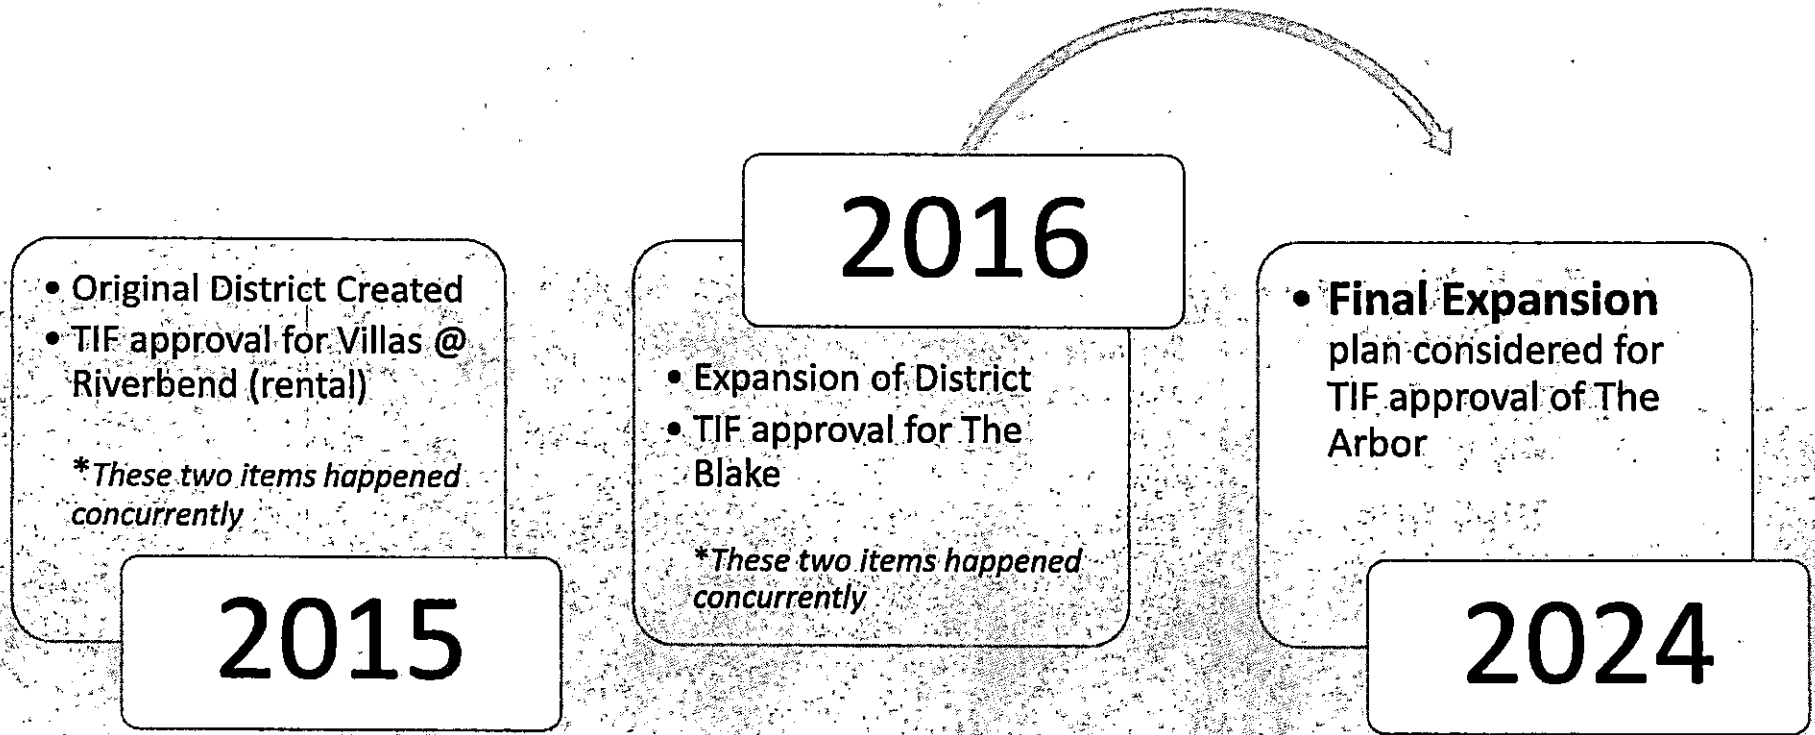 • Original District Created
• TIF approval for Villas @
Riverbend (rental)
*These two items happened
concurrently
2015
2016
• Expansion of District
• TIF approval for The
Blake
*These two items happened
concurrently
• Final Expansion
plan considered for
TIF approval of The
Arbor
2024